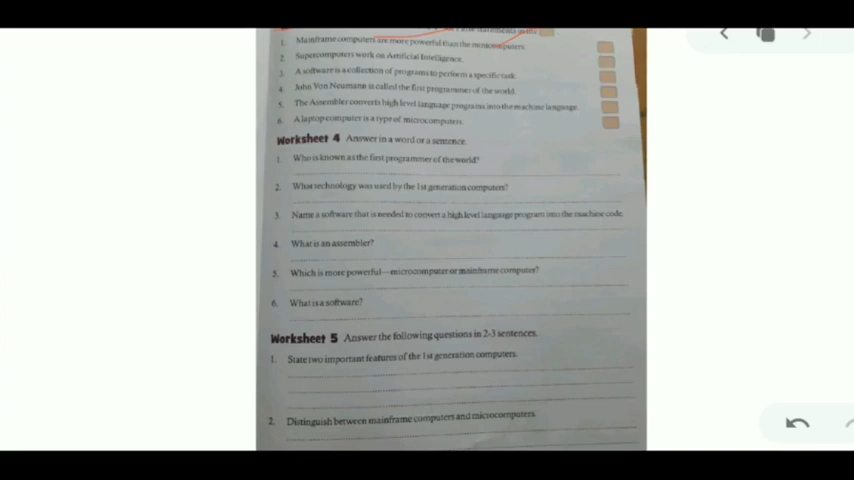 statements in the
1. Mainframe computers are more powerful than the minicomputers.
2. Supercomputers work on Artificial Intelligence.
3. A software is a collection of programs to perform a specific task.
4. John Von Neumann is called the first programmer of the world.
5. The Assembler converts high level language programs into the machine language.
6. A laptop computer is a type of microcomputers.
Worksheet 4 Answer in a word or a sentence.
1. Who is known as the first programmer of the world?
2. What technology was used by the 1st generation computers?
3. Name a software that is needed to convert a high level language program into the machine code.
4. What is an assembler?
5. Which is more powerful—microcomputer or mainframe computer?
6. What is a software?
Worksheet 5 Answer the following questions in 2-3 sentences.
1. State two important features of the 1st generation computers.
2. Distinguish between mainframe computers and microcomputers.